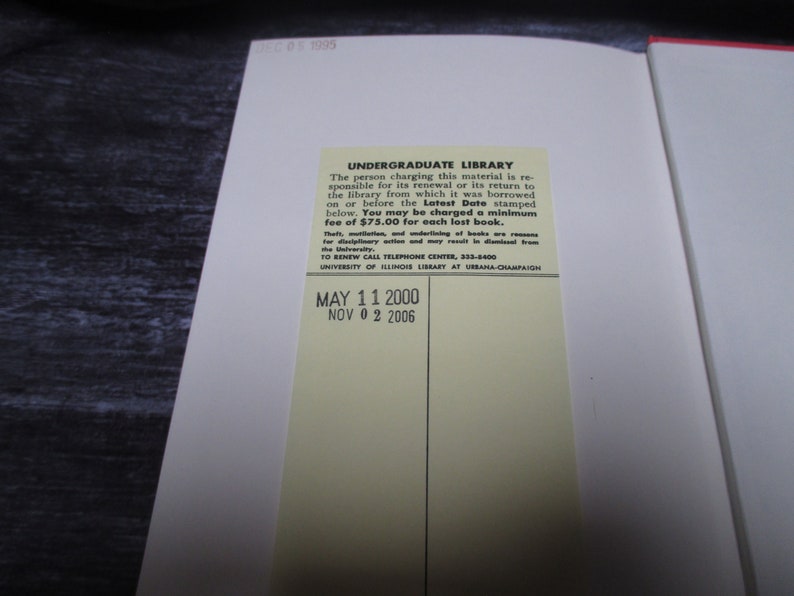 DEC 05 1995
UNDERGRADUATE LIBRARY
The person charging this material is re-
sponsible for its renewal or its return to
the library from which it was borrowed
on or before the Latest Date stamped
below. You may be charged a minimum
fee of $75.00 for each lost book.
Theft, mutilation, and underlining of books are reasons
for disciplinary action and may result in dismissal from
the University.
TO RENEW CALL TELEPHONE CENTER, 333-8400
UNIVERSITY OF ILLINOIS LIBRARY AT URBANA-CHAMPAIGN
MAY 11 2000
NOV 02 2006